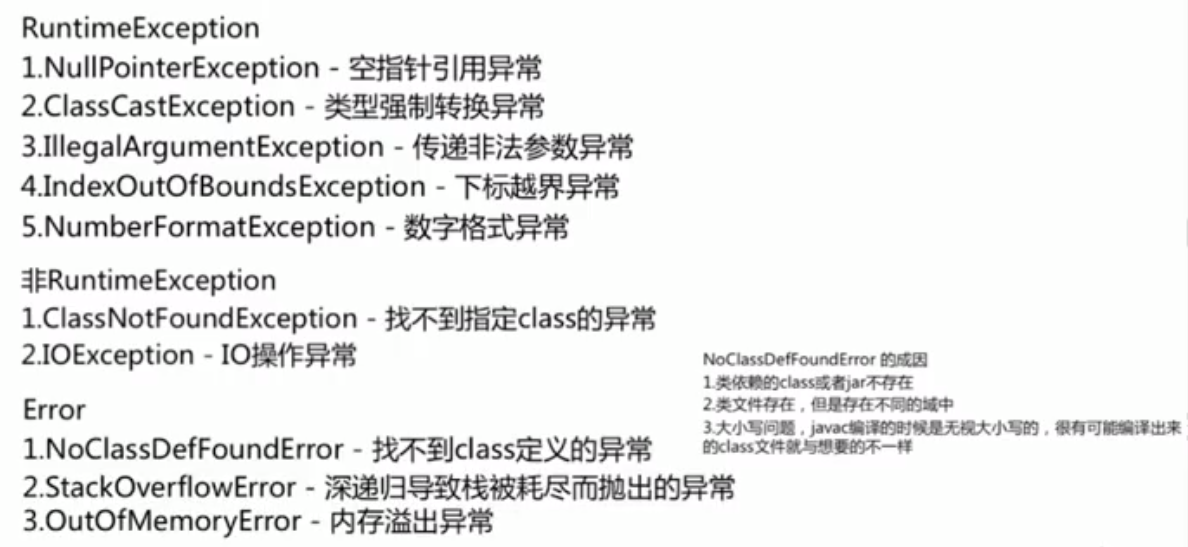 RuntimeException
1.NullPointerException - 空指针引用异常
2.ClassCastException - 类型强制转换异常
3.IllegalArgumentException - 传递非法参数异常
4.IndexOutOfBoundsException - 下标越界异常
5.NumberFormatException - 数字格式异常
非RuntimeException
1.ClassNotFoundException - 找不到指定class的异常
2.IOException - IO操作异常
Error
1.NoClassDefFoundError - 找不到class定义的异常
2.StackOverflowError - 深递归导致栈被耗尽而抛出的异常
3.OutOfMemoryError - 内存溢出异常
NoClassDefFoundError 的成因
1.类依赖的class或者jar不存在
2.类文件存在，但是存在不同的域中
3.大小写问题，javac编译的时候是无视大小写的，很有可能编译出来
的class文件就与想要的不一样